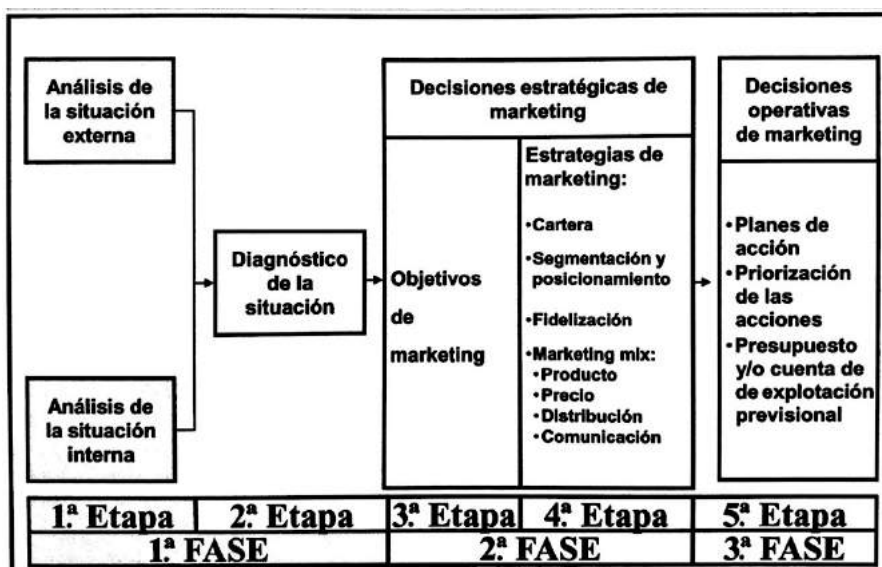 Análisis de
la situación
externa
Análisis de
la situación
interna
Diagnóstico
de la
situación
Decisiones estratégicas de
marketing
Objetivos
de
marketing
Estrategias de
marketing:
•Cartera
•Segmentación y
posicionamiento
•Fidelización
•Marketing mix:
•Producto
•Precio
•Distribución
•Comunicación
Decisiones
operativas
de marketing
•Planes de
acción
•Priorización
de las
acciones
•Presupuesto
y/o cuenta de
de explotación
previsional
1.ª Etapa 2.ª Etapa 3.ª Etapa 4.ª Etapa 5.ª Etapa
1.ª FASE 2.ª FASE 3.ª FASE